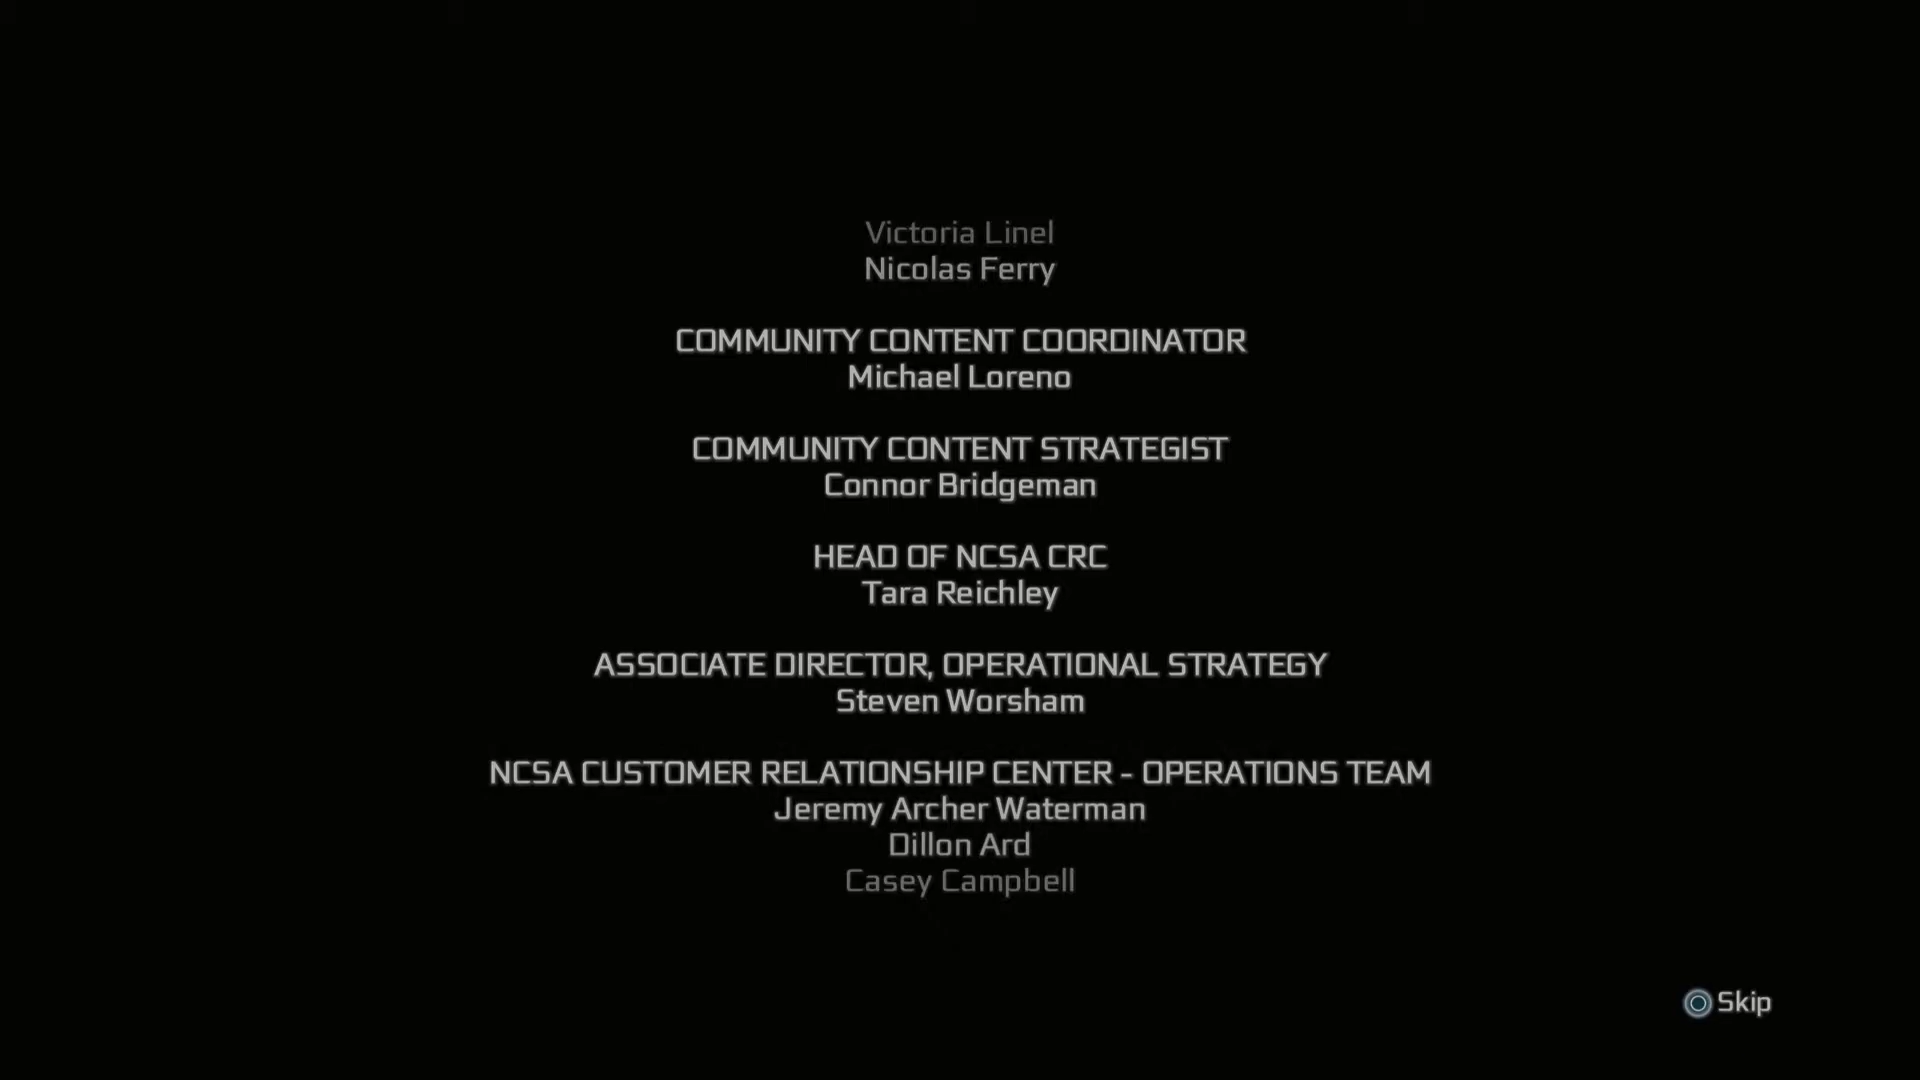 Victoria Linel
Nicolas Ferry
COMMUNITY CONTENT COORDINATOR
Michael Loreno
COMMUNITY CONTENT STRATEGIST
Connor Bridgeman
HEAD OF NCSA CRC
Tara Reichley
ASSOCIATE DIRECTOR, OPERATIONAL STRATEGY
Steven Worsham
NCSA CUSTOMER RELATIONSHIP CENTER - OPERATIONS TEAM
Jeremy Archer Waterman
Dillon Ard
Casey Campbell
Skip